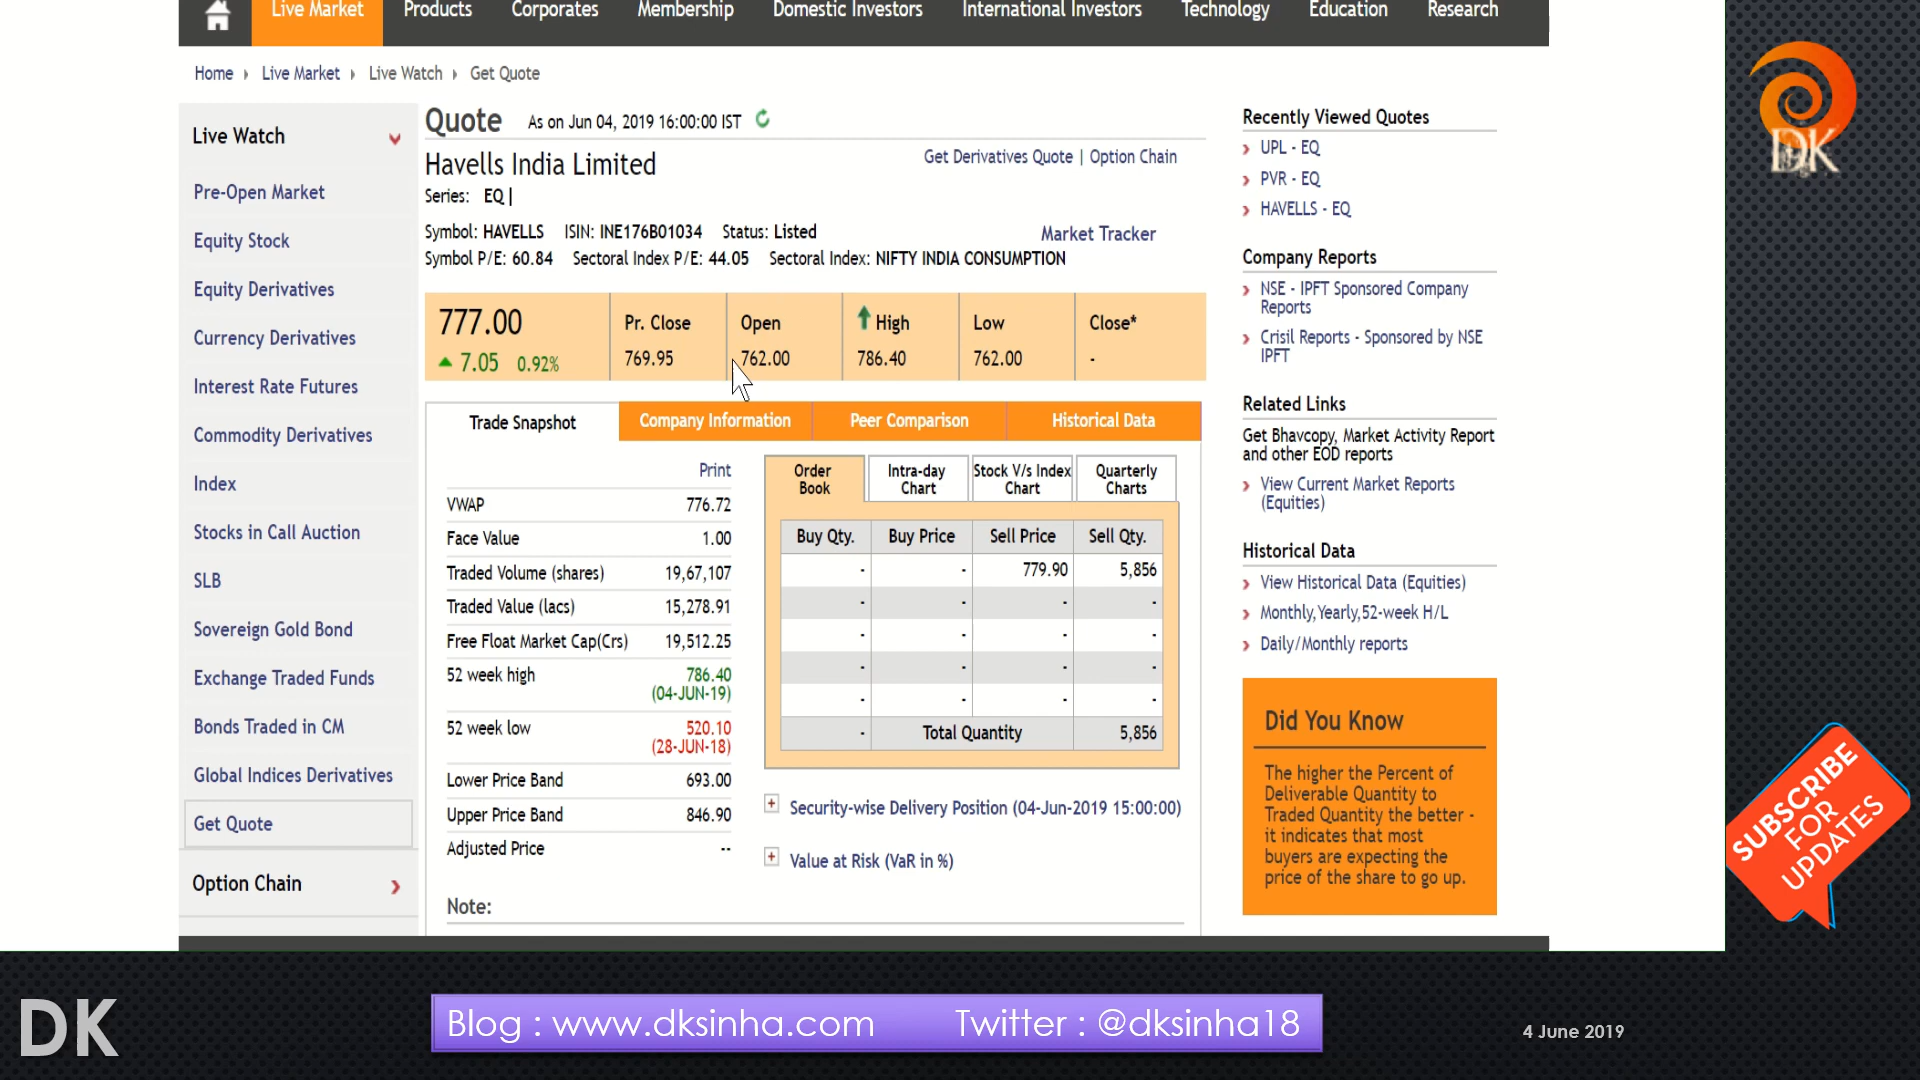 Live Market Products Corporates Membership Domestic Investors International Investors Technology Education Research
Home Live Market Live Watch Get Quote
Live Watch
Pre-Open Market
Equity Stock
Equity Derivatives
Currency Derivatives
Interest Rate Futures
Commodity Derivatives
Index
Stocks in Call Auction
SLB
Sovereign Gold Bond
Exchange Traded Funds
Bonds Traded in CM
Global Indices Derivatives
Get Quote
Option Chain
Quote As on Jun 04, 2019 16:00:00 IST
Havells India Limited
Get Derivatives Quote | Option Chain
Series: EQ |
Symbol: HAVELLS ISIN: INE176B01034 Status: Listed
Market Tracker
Symbol P/E: 60.84 Sectoral Index P/E: 44.05 Sectoral Index: NIFTY INDIA CONSUMPTION
777.00 Pr. Close Open High Low Close*
7.05 0.92% 769.95 762.00 786.40 762.00 -
Trade Snapshot Company Information Peer Comparison Historical Data
Print
VWAP 776.72
Face Value 1.00
Traded Volume (shares) 19,67,107
Traded Value (lacs) 15,278.91
Free Float Market Cap(Crs) 19,512.25
52 week high 786.40
(04-JUN-19)
52 week low 520.10
(28-JUN-18)
Lower Price Band 693.00
Upper Price Band 846.90
Adjusted Price --
Note:
Order Book
Intra-day Chart
Stock V/s Index Chart
Quarterly Charts
Buy Qty. Buy Price Sell Price Sell Qty.
- - 779.90 5,856
- - - -
- - - -
- - - -
- - - -
- Total Quantity 5,856
+ Security-wise Delivery Position (04-Jun-2019 15:00:00)
+ Value at Risk (VaR in %)
Recently Viewed Quotes
UPL - EQ
PVR - EQ
HAVELLS - EQ
Company Reports
NSE - IPFT Sponsored Company
Reports
Crisil Reports - Sponsored by NSE
IPFT
Related Links
Get Bhavcopy, Market Activity Report
and other EOD reports
View Current Market Reports
(Equities)
Historical Data
View Historical Data (Equities)
Monthly,Yearly,52-week H/L
Daily/Monthly reports
Did You Know
The higher the Percent of
Deliverable Quantity to
Traded Quantity the better -
it indicates that most
buyers are expecting the
price of the share to go up.
DK
SUBSCRIBE
FOR
UPDATES
DK
Blog : www.dksinha.com Twitter : @dksinha18
4 June 2019